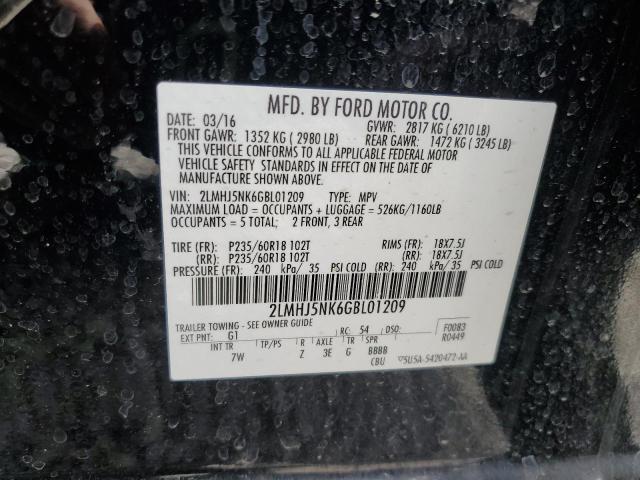 MFD. BY FORD MOTOR CO.
DATE: 03/16 GVWR: 2817 KG ( 6210 LB)
FRONT GAWR: 1352 KG ( 2980 LB) REAR GAWR: 1472 KG ( 3245 LB)
THIS VEHICLE CONFORMS TO ALL APPLICABLE FEDERAL MOTOR
VEHICLE SAFETY STANDARDS IN EFFECT ON THE DATE OF
MANUFACTURE SHOWN ABOVE.
VIN: 2LMHJ5NK6GBL01209 TYPE: MPV
MAXIMUM LOAD = OCCUPANTS + LUGGAGE = 526KG/1160LB
OCCUPANTS = 5 TOTAL; 2 FRONT, 3 REAR
TIRE (FR): P235/60R18 102T RIMS (FR): 18X7.5J
(RR): P235/60R18 102T (RR): 18X7.5J
PRESSURE (FR): 240 kPa/ 35 PSI COLD (RR): 240 kPa/ 35 PSI COLD
2LMHJ5NK6GBL01209
TRAILER TOWING - SEE OWNER GUIDE
EXT PNT: G1 RC: 54 DSO: F0083
R0449
INT TR TP/PS R AXLE TR SPR
7W Z 3E G BBBB
CBU 5U5A-5420472-AA